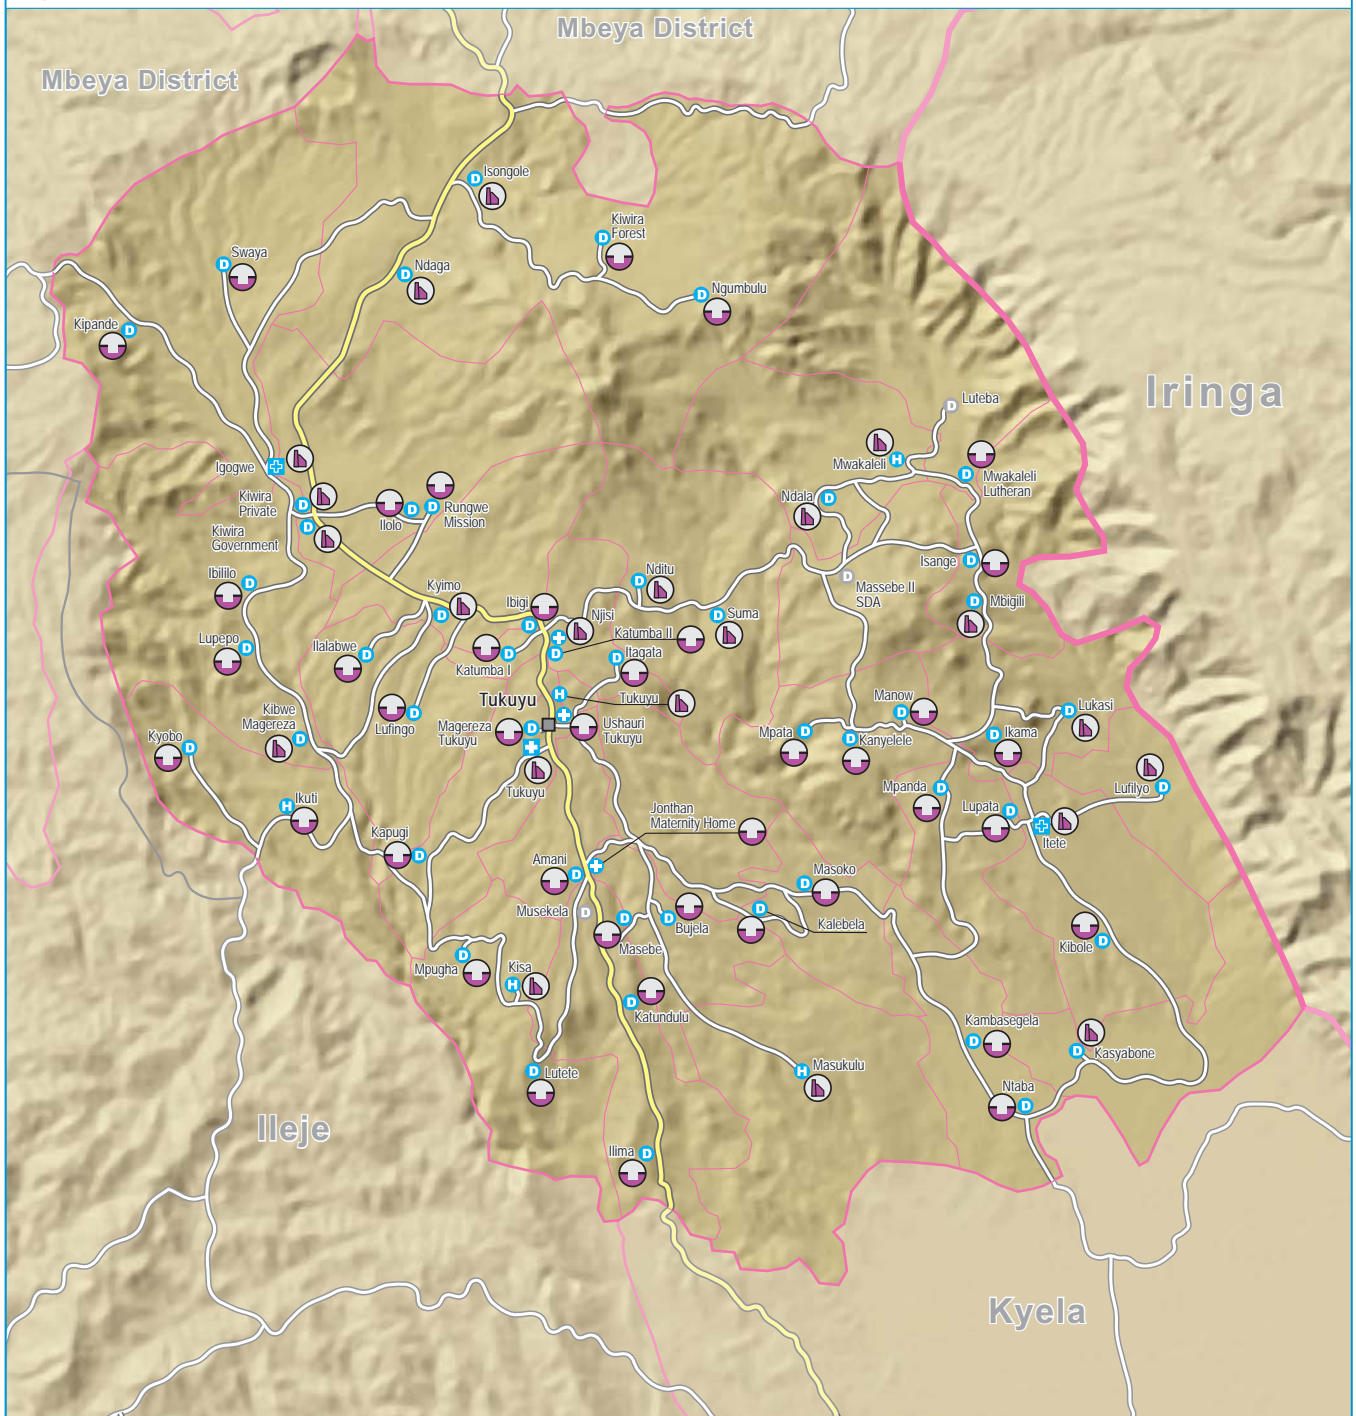 Mbeya District
Mbeya District
Isongole
D
Kiwira
Forest
D
Swaya
D
Ndaga
D
Ngumbulu
D
Kipande
D
Iringa
Luteba
D
Mwakaleli
H
Mwakaleli
Lutheran
D
Igogwe
Kiwira
Private
D
Ilolo
D
D
Rungwe
Mission
Ndala
D
Kiwira
Government
D
Isange
D
Ibililo
D
Kyimo
D
Ibigi
D
Nditu
D
Massebe II
SDA
D
Mbigili
D
Njisi
Suma
D
Lupepo
D
Ilalabwe
D
Katumba I
D
Katumba II
D
Itagata
D
Tukuyu
H
Tukuyu
Kibwe
Magereza
D
Lufingo
D
Magereza
Tukuyu
D
Ushauri
Tukuyu
Manow
D
Lukasi
D
Kyobo
D
Mpata
D
Kanyelele
D
Ikama
D
Tukuyu
Mpanda
D
Lufilyo
D
Ikuti
H
Jonthan
Maternity Home
Lupata
D
Itete
Kapugi
D
Amani
D
Masoko
D
Musekela
D
Bujela
D
Kalebela
D
Masebe
D
Kibole
D
Mpugha
D
Kisa
H
Katundulu
D
Kambasegela
D
Kasyabone
D
Lutete
D
Masukulu
H
Ntaba
D
Ileje
Ilima
D
Kyela